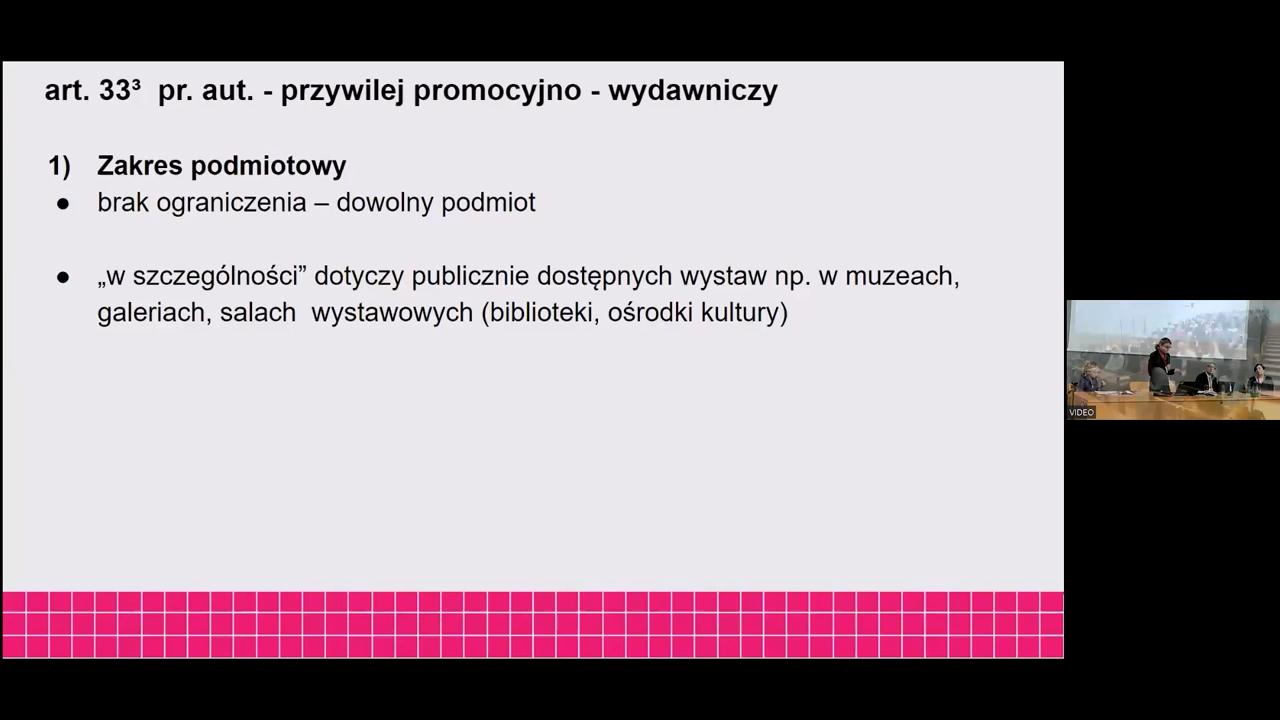 art. 33³ pr. aut. - przywilej promocyjno - wydawniczy
1) Zakres podmiotowy
● brak ograniczenia – dowolny podmiot
● „w szczególności” dotyczy publicznie dostępnych wystaw np. w muzeach,
galeriach, salach wystawowych (biblioteki, ośrodki kultury)
VIDEO